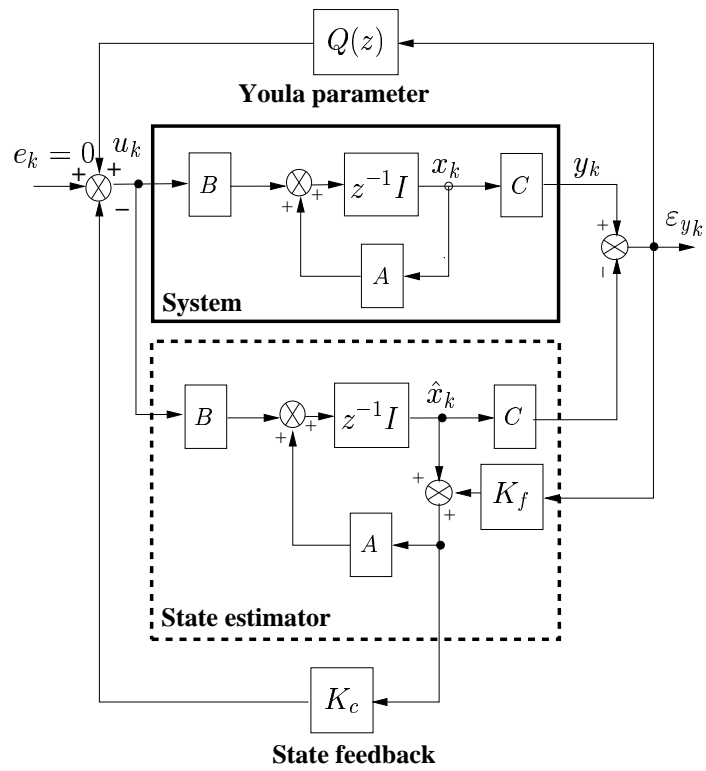 Q(z)
Youla parameter
e_k = 0
u_k
+
+
−
B
+
+
z^{-1}I
x_k
C
y_k
A
System
+
−
ε_{y_k}
B
+
+
z^{-1}I
x̂_k
C
+
+
K_f
A
State estimator
K_c
State feedback